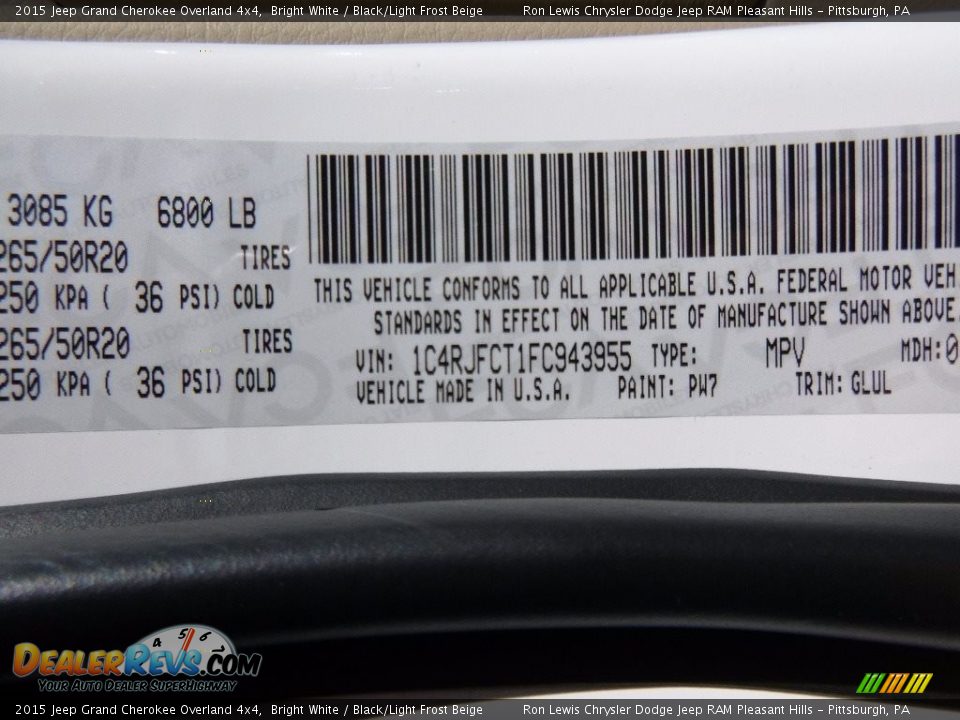 2015 Jeep Grand Cherokee Overland 4x4, Bright White / Black/Light Frost Beige Ron Lewis Chrysler Dodge Jeep RAM Pleasant Hills - Pittsburgh, PA
3085 KG 6800 LB
265/50R20 TIRES
250 KPA ( 36 PSI) COLD
265/50R20 TIRES
250 KPA ( 36 PSI) COLD
THIS VEHICLE CONFORMS TO ALL APPLICABLE U.S.A. FEDERAL MOTOR VEH
STANDARDS IN EFFECT ON THE DATE OF MANUFACTURE SHOWN ABOVE.
VIN: 1C4RJFCT1FC943955 TYPE: MPV MDH:0
VEHICLE MADE IN U.S.A. PAINT: PW7 TRIM: GLUL
4 5 6
DEALERREVS.COM
YOUR AUTO DEALER SUPERHIGHWAY
2015 Jeep Grand Cherokee Overland 4x4, Bright White / Black/Light Frost Beige Ron Lewis Chrysler Dodge Jeep RAM Pleasant Hills - Pittsburgh, PA